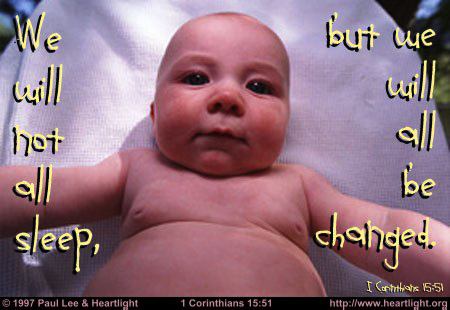 We
will
not
all
sleep,
but we
will
all
be
changed.
I Corinthians 15:51
© 1997 Paul Lee & Heartlight 1 Corinthians 15:51 http://www.heartlight.org